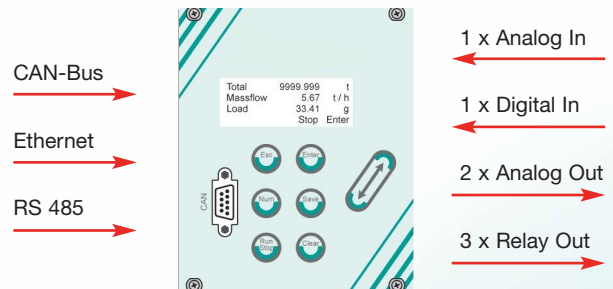 CAN-Bus
Ethernet
RS 485
Total 9999.999 t
Massflow 5.67 t / h
Load 33.41 g
Stop Enter
Esc
Enter
Num
Save
Run
Stop
Clear
CAN
1 x Analog In
1 x Digital In
2 x Analog Out
3 x Relay Out